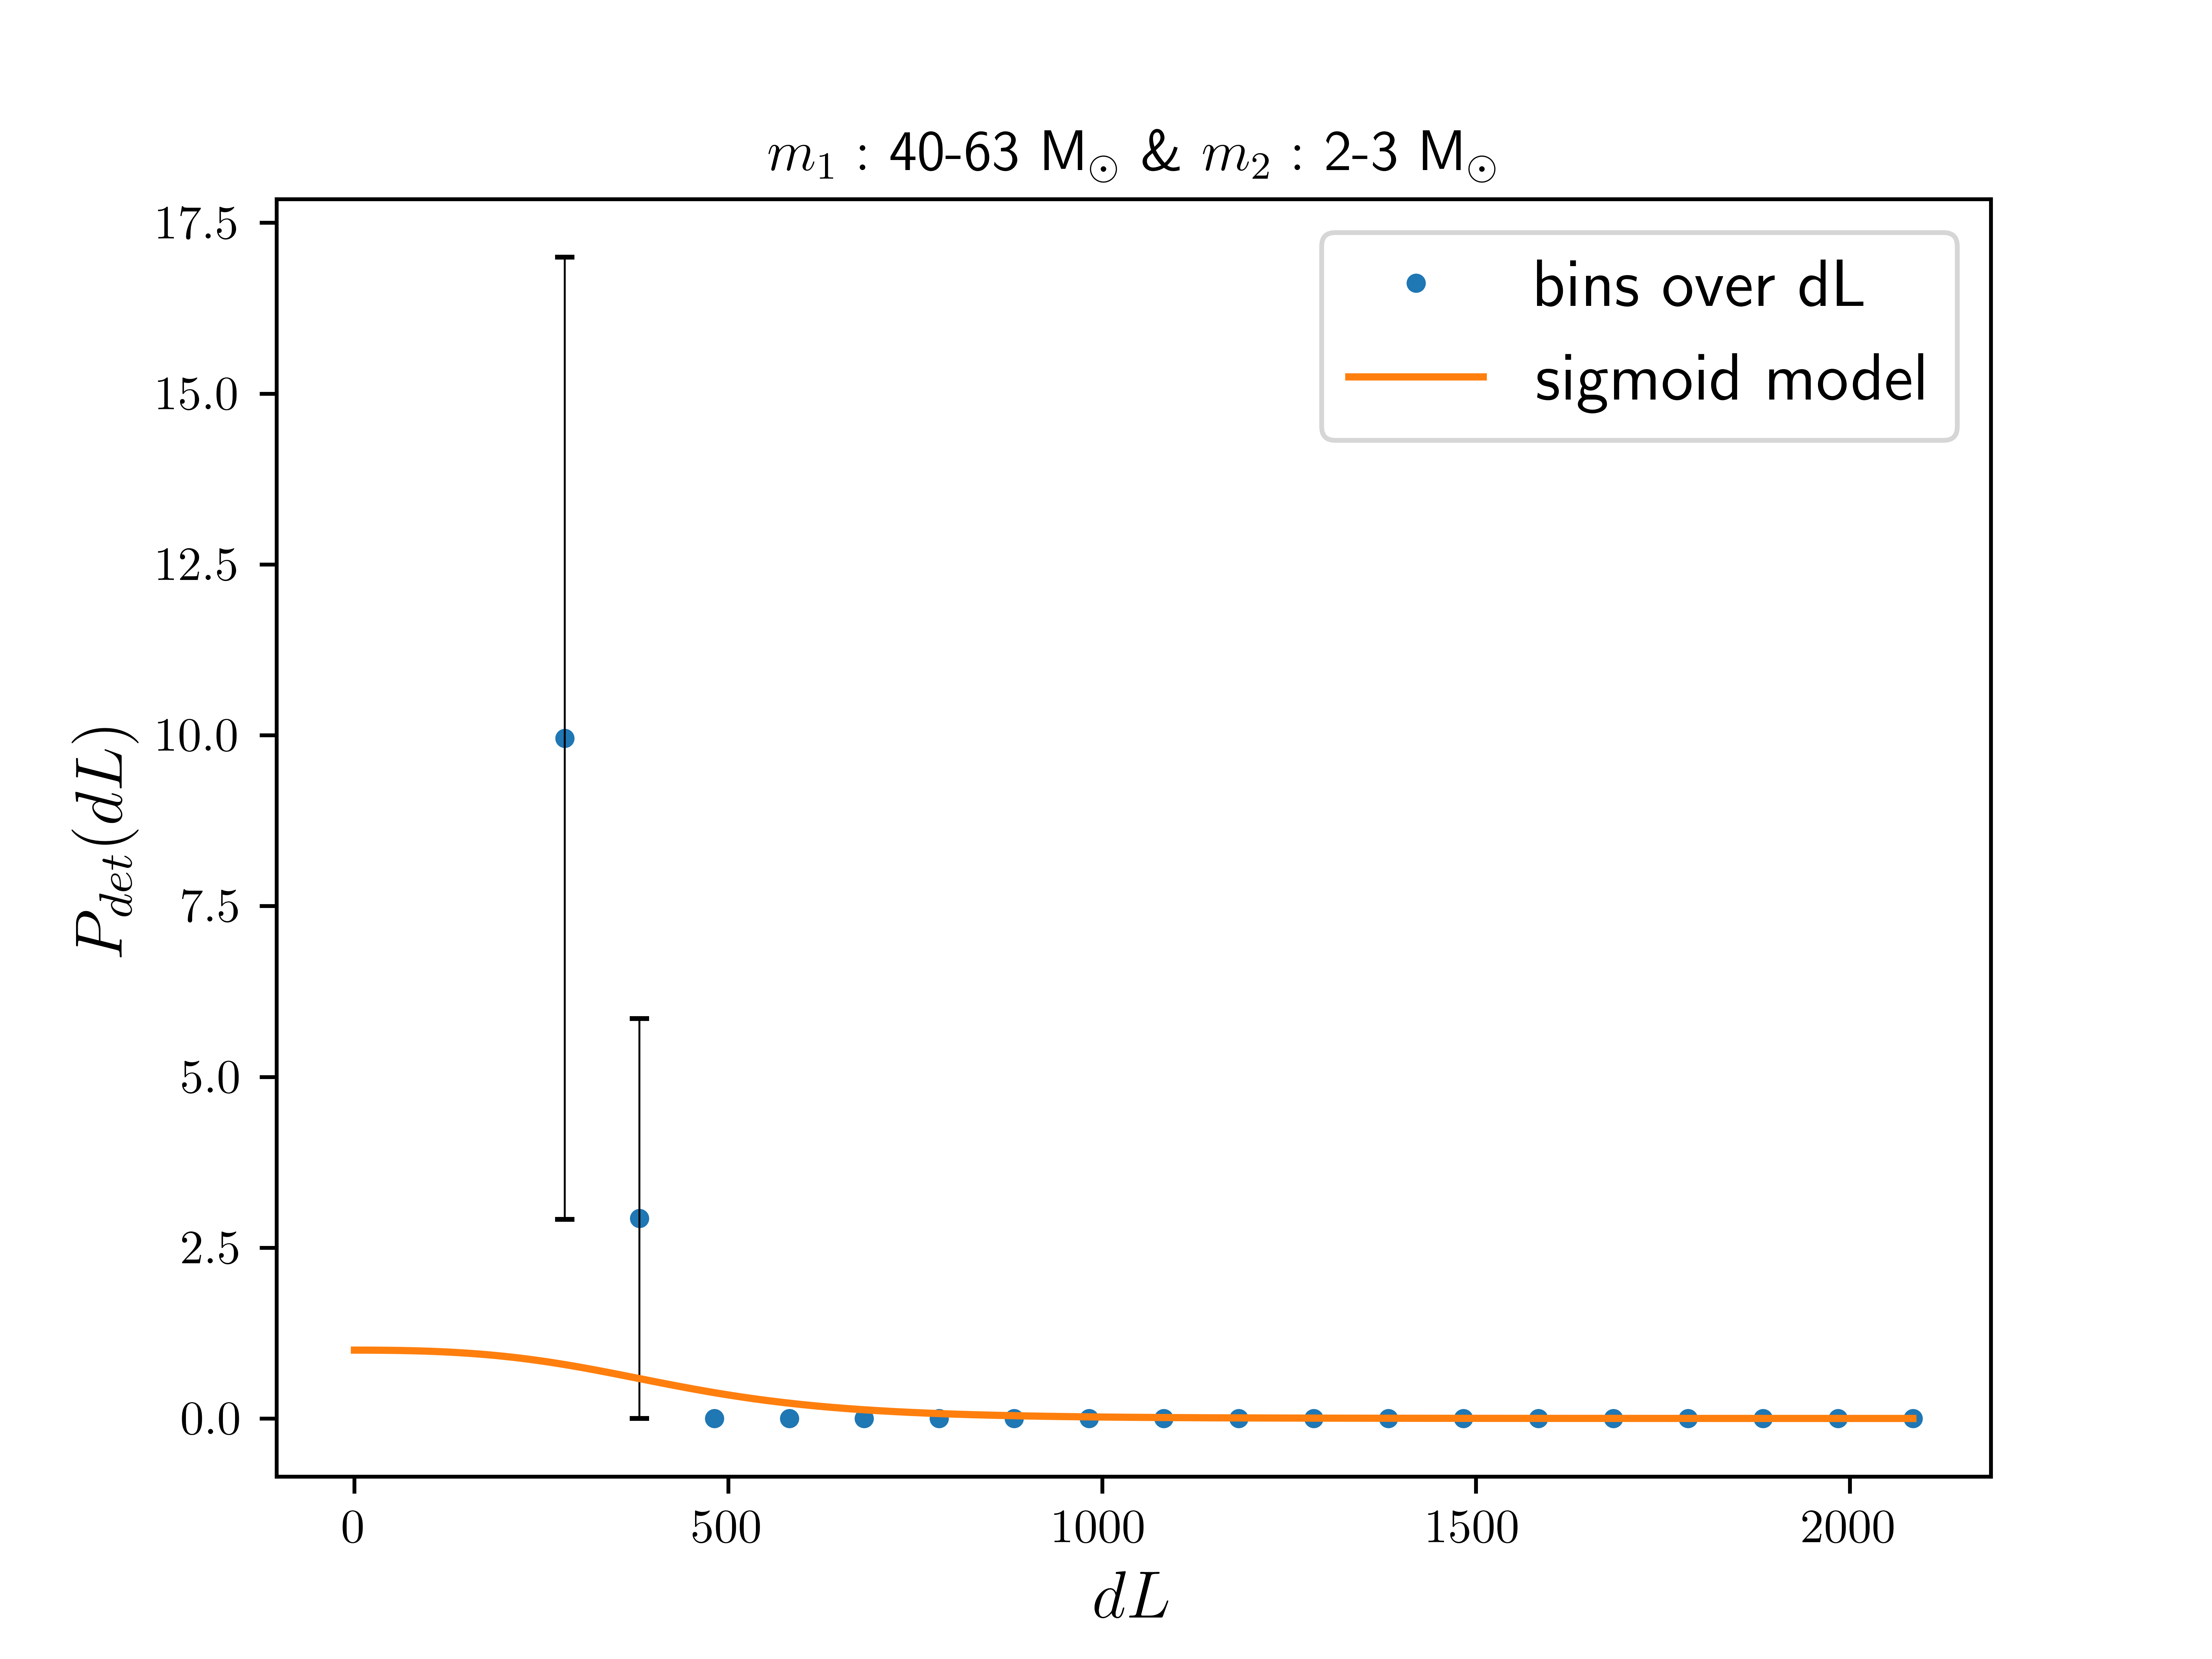 m₁ : 40-63 M⊙ & m₂ : 2-3 M⊙
17.5
15.0
12.5
10.0
7.5
5.0
2.5
0.0
P_det(dL)
bins over dL
sigmoid model
0 500 1000 1500 2000
dL